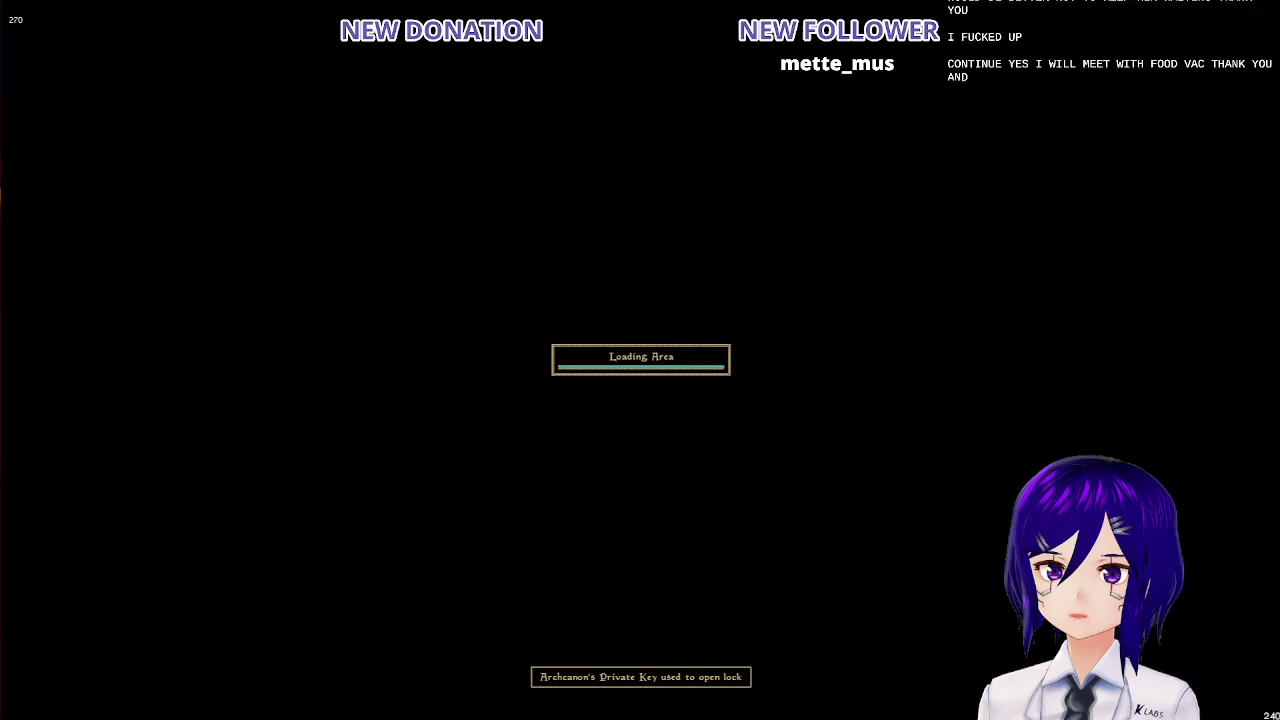 270
NEW DONATION
NEW FOLLOWER
mette_mus
YOU
I FUCKED UP
CONTINUE YES I WILL MEET WITH FOOD VAC THANK YOU
AND
Loading Area
Archcanon's Private Key used to open lock
K LABS
240